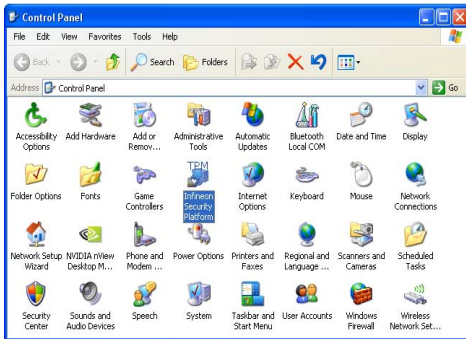 Control Panel
File Edit View Favorites Tools Help
Back Search Folders
Address Control Panel Go
Accessibility Options
Add Hardware
Add or Remov...
Administrative Tools
Automatic Updates
Bluetooth Local COM
Date and Time
Display
Folder Options
Fonts
Game Controllers
TPM
Infineon Security Platform
Internet Options
Keyboard
Mouse
Network Connections
Network Setup Wizard
NVIDIA nView Desktop M...
Phone and Modem ...
Power Options
Printers and Faxes
Regional and Language ...
Scanners and Cameras
Scheduled Tasks
Security Center
Sounds and Audio Devices
Speech
System
Taskbar and Start Menu
User Accounts
Windows Firewall
Wireless Network Set...